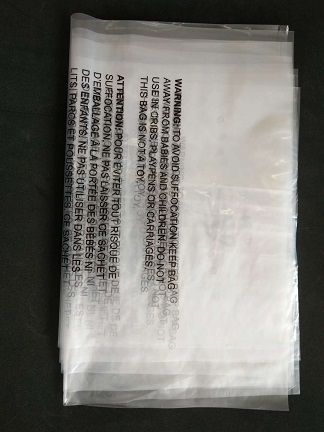 WARNING: TO AVOID SUFFOCATION KEEP BAG
AWAY FROM BABIES AND CHILDREN. DO NOT
USE IN CRIBS, PLAYPENS OR CARRIAGES
THIS BAG IS NOT A TOY.
ATTENTION: POUR ÉVITER TOUT RISQUE DE
SUFFOCATION, NE PAS LAISSER CE SACHET
D'EMBALLAGE À LA PORTÉE DES BÉBÉS NI
DES ENFANTS. NE PAS UTILISER DANS LES
LITS, PARCS ET POUSSETTES. CE SACHET